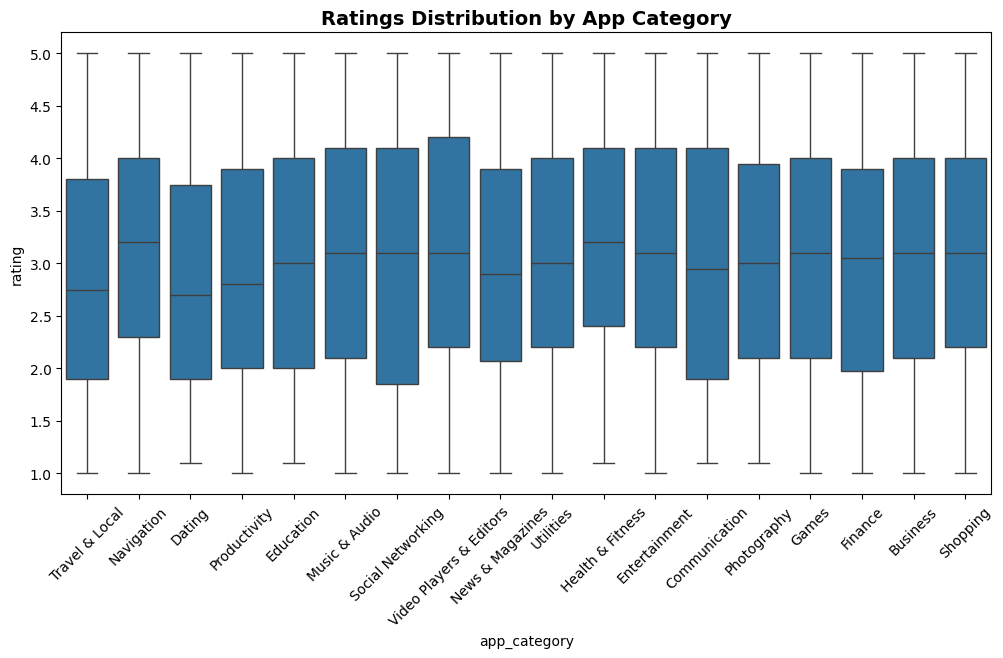 Ratings Distribution by App Category
rating
5.0
4.5
4.0
3.5
3.0
2.5
2.0
1.5
1.0
Travel & Local
Navigation
Dating
Productivity
Education
Music & Audio
Social Networking
Video Players & Editors
News & Magazines
Utilities
Health & Fitness
Entertainment
Communication
Photography
Games
Finance
Business
Shopping
app_category